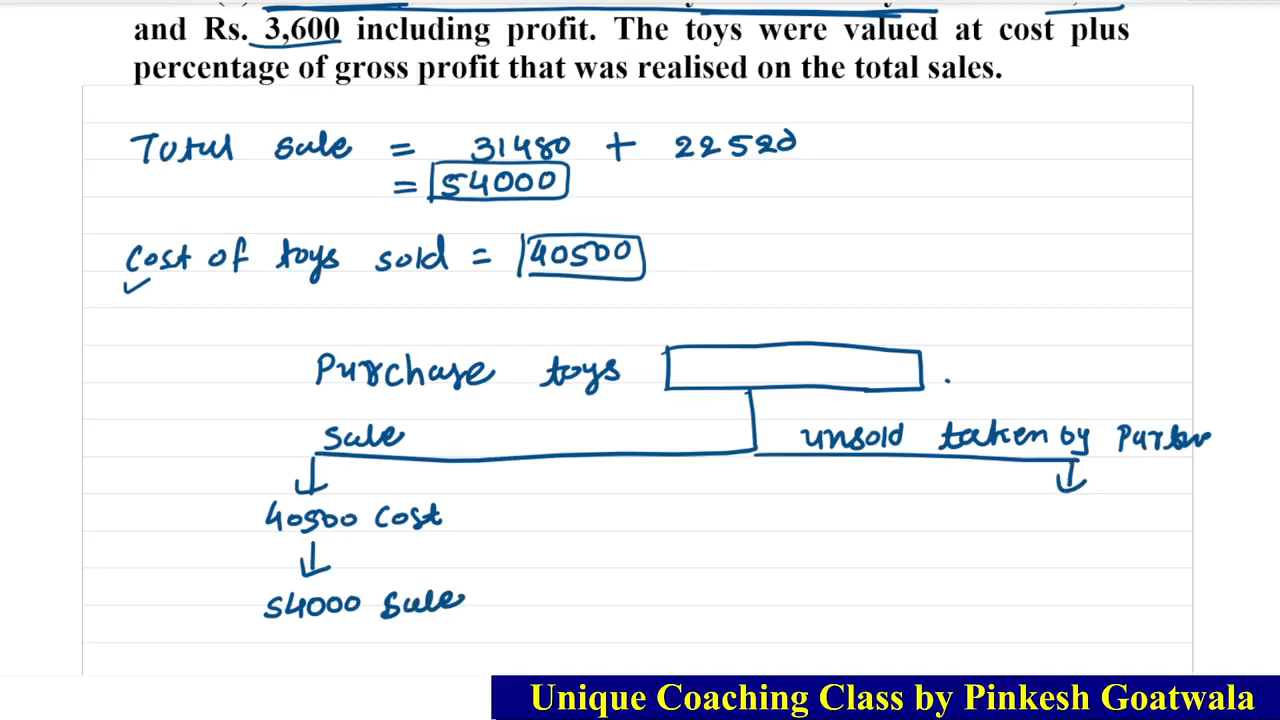 and Rs. 3,600 including profit. The toys were valued at cost plus
percentage of gross profit that was realised on the total sales.
Total sale = 31480 + 22520
= 54000
Cost of toys sold = 40500
Purchase toys
Sale
unsold taken by
40500 Cost
54000 Sale
Unique Coaching Class by Pinkesh Goatwala